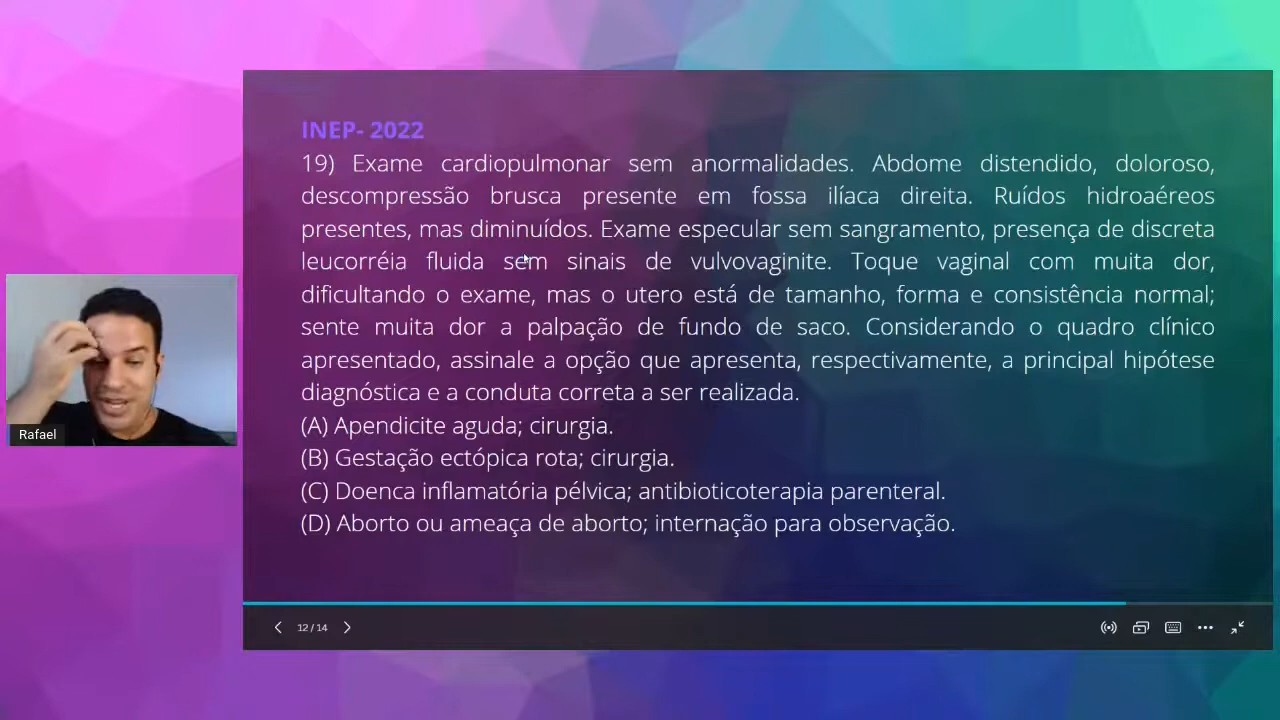 INEP- 2022
19) Exame cardiopulmonar sem anormalidades. Abdome distendido, doloroso,
descompressão brusca presente em fossa ilíaca direita. Ruídos hidroaéreos
presentes, mas diminuídos. Exame especular sem sangramento, presença de discreta
leucorréia fluida sem sinais de vulvovaginite. Toque vaginal com muita dor,
dificultando o exame, mas o utero está de tamanho, forma e consistência normal;
sente muita dor a palpação de fundo de saco. Considerando o quadro clínico
apresentado, assinale a opção que apresenta, respectivamente, a principal hipótese
diagnóstica e a conduta correta a ser realizada.
(A) Apendicite aguda; cirurgia.
(B) Gestação ectópica rota; cirurgia.
(C) Doenca inflamatória pélvica; antibioticoterapia parenteral.
(D) Aborto ou ameaça de aborto; internação para observação.
Rafael
12 / 14